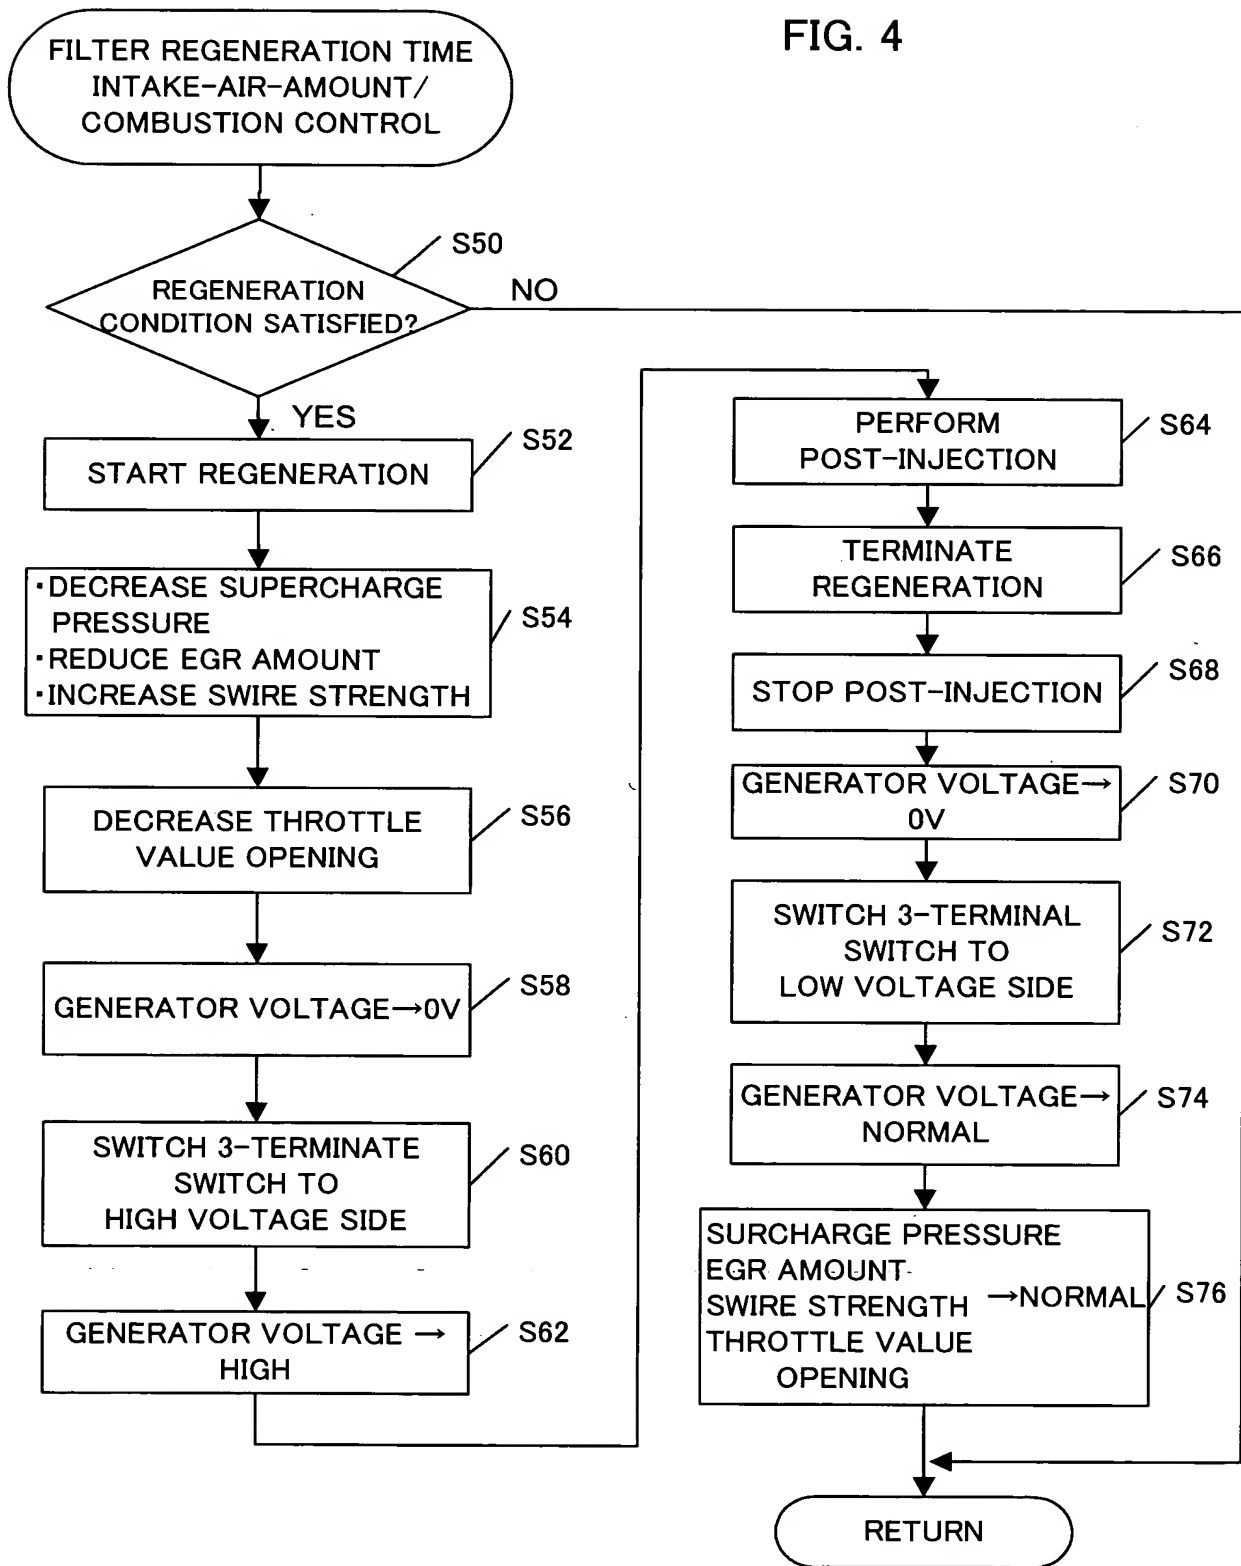 FIG. 4
FILTER REGENERATION TIME
INTAKE-AIR-AMOUNT/
COMBUSTION CONTROL
S50
REGENERATION
CONDITION SATISFIED?
NO
YES
S52
START REGENERATION
・DECREASE SUPERCHARGE
PRESSURE
・REDUCE EGR AMOUNT
・INCREASE SWIRE STRENGTH
S54
DECREASE THROTTLE
VALUE OPENING
S56
GENERATOR VOLTAGE→0V
S58
SWITCH 3-TERMINATE
SWITCH TO
HIGH VOLTAGE SIDE
S60
GENERATOR VOLTAGE →
HIGH
S62
PERFORM
POST-INJECTION
S64
TERMINATE
REGENERATION
S66
STOP POST-INJECTION
S68
GENERATOR VOLTAGE→
0V
S70
SWITCH 3-TERMINAL
SWITCH TO
LOW VOLTAGE SIDE
S72
GENERATOR VOLTAGE→
NORMAL
S74
SURCHARGE PRESSURE
EGR AMOUNT
SWIRE STRENGTH →NORMAL
THROTTLE VALUE
OPENING
S76
RETURN